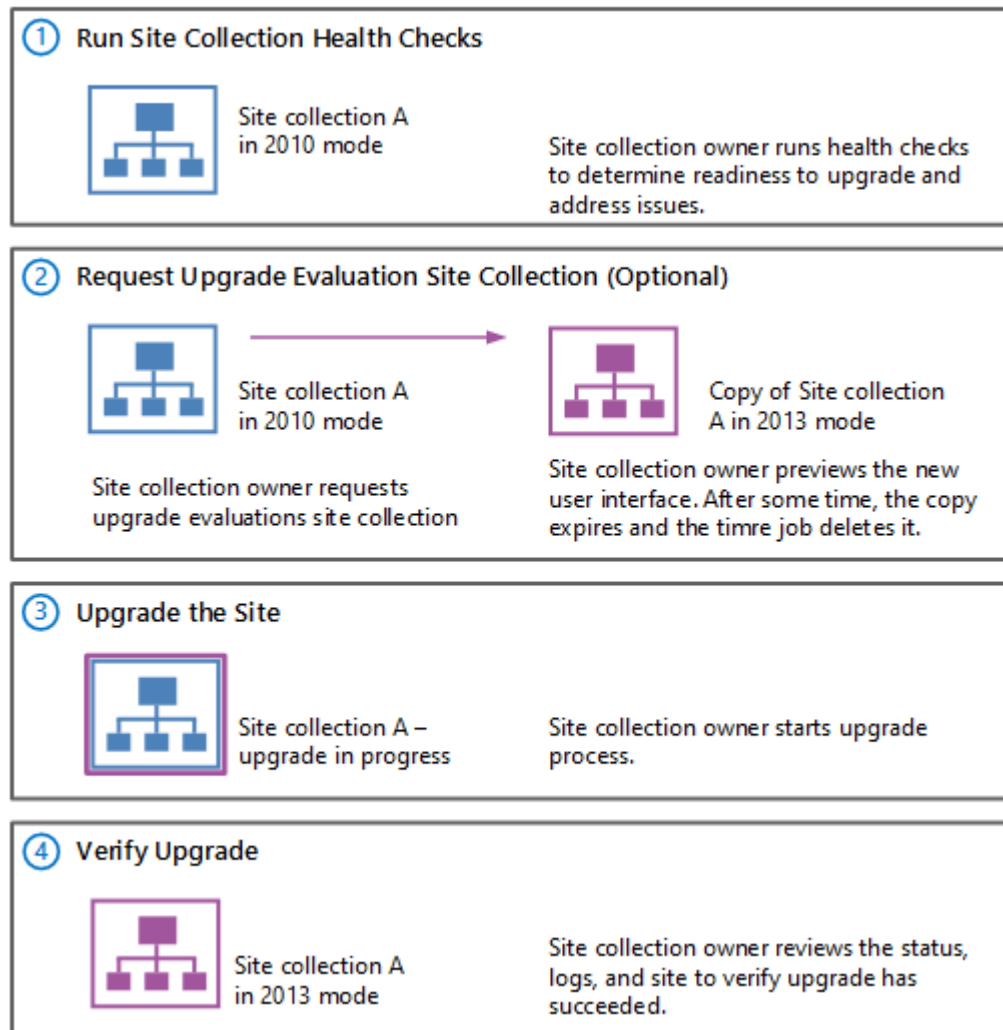 1 Run Site Collection Health Checks
Site collection A
in 2010 mode
Site collection owner runs health checks
to determine readiness to upgrade and
address issues.
2 Request Upgrade Evaluation Site Collection (Optional)
Site collection A
in 2010 mode
Copy of Site collection
A in 2013 mode
Site collection owner requests
upgrade evaluations site collection
Site collection owner previews the new
user interface. After some time, the copy
expires and the timre job deletes it.
3 Upgrade the Site
Site collection A –
upgrade in progress
Site collection owner starts upgrade
process.
4 Verify Upgrade
Site collection A
in 2013 mode
Site collection owner reviews the status,
logs, and site to verify upgrade has
succeeded.